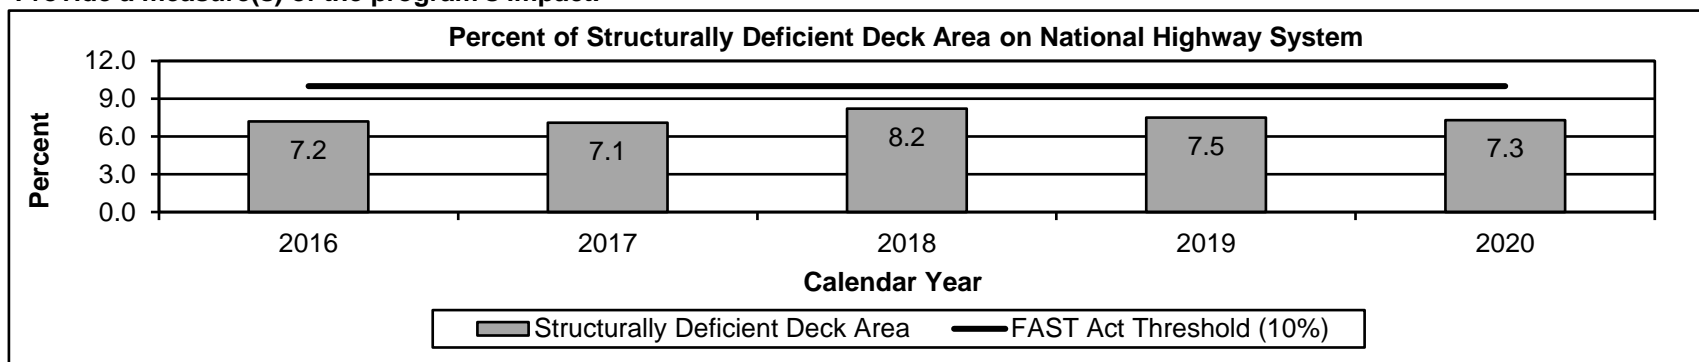 Percent of Structurally Deficient Deck Area on National Highway System
12.0
9.0
6.0
3.0
0.0
Percent
7.2
7.1
8.2
7.5
7.3
2016 2017 2018 2019 2020
Calendar Year
Structurally Deficient Deck Area FAST Act Threshold (10%)